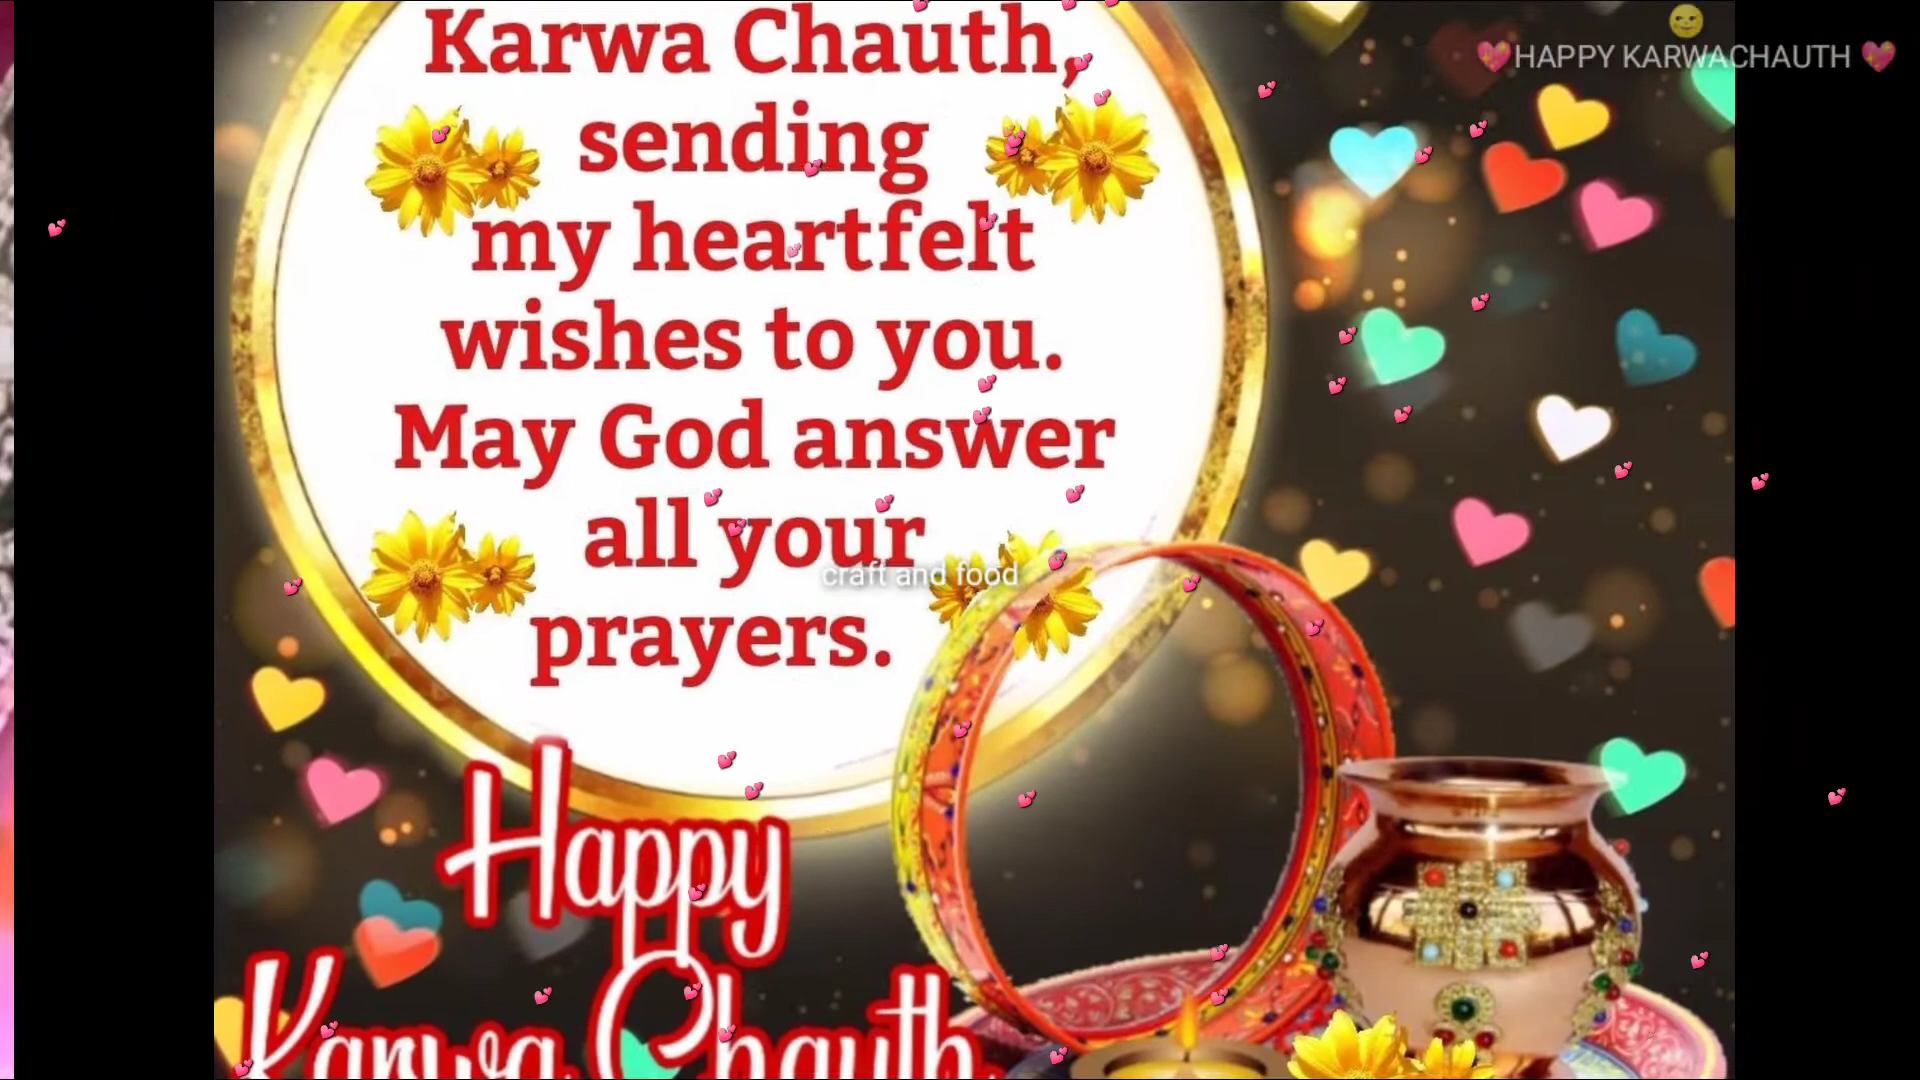 Karwa Chauth,
sending
my heartfelt
wishes to you.
May God answer
all your
prayers.
craft and food
Happy
Karwa Chauth
💖HAPPY KARWACHAUTH 💖